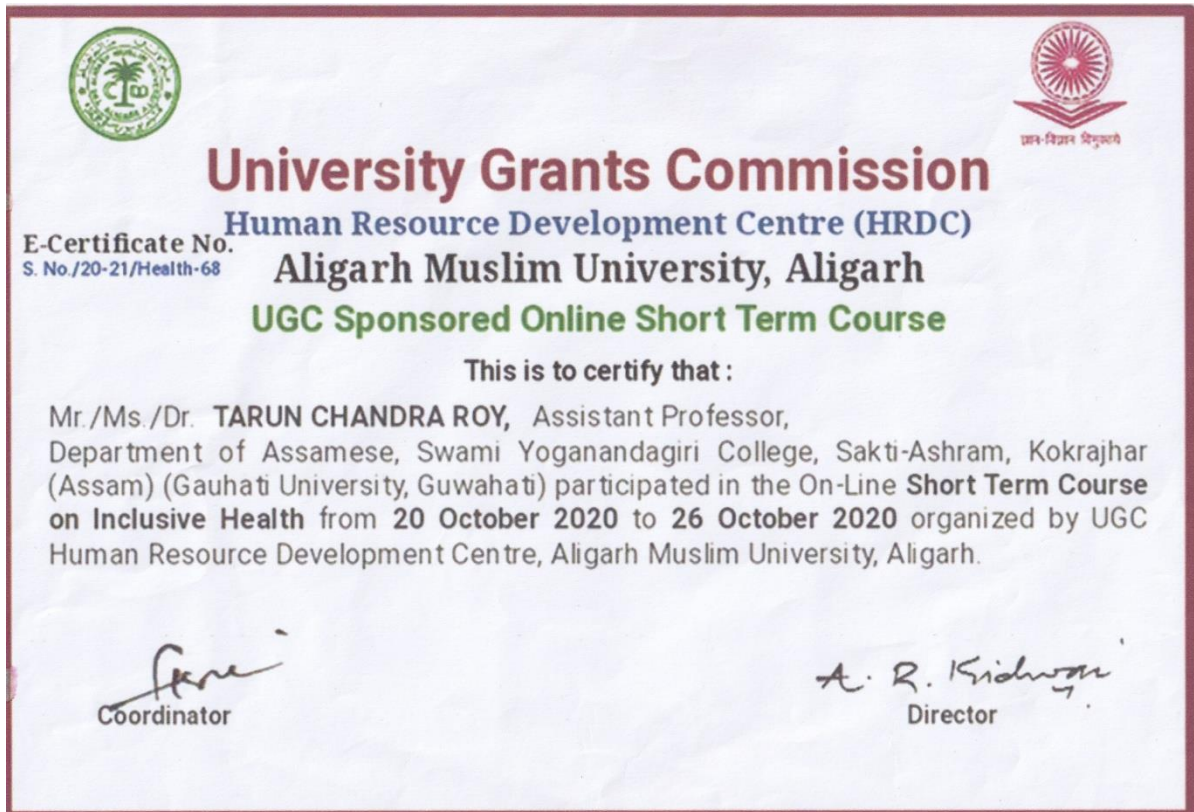 ज्ञान-विज्ञान विमुक्तये
University Grants Commission
Human Resource Development Centre (HRDC)
E-Certificate No.
S. No./20-21/Health-68
Aligarh Muslim University, Aligarh
UGC Sponsored Online Short Term Course
This is to certify that :
Mr./Ms./Dr. TARUN CHANDRA ROY, Assistant Professor,
Department of Assamese, Swami Yoganandagiri College, Sakti-Ashram, Kokrajhar
(Assam) (Gauhati University, Guwahati) participated in the On-Line Short Term Course
on Inclusive Health from 20 October 2020 to 26 October 2020 organized by UGC
Human Resource Development Centre, Aligarh Muslim University, Aligarh.
A. R. Kidwai
Coordinator
Director